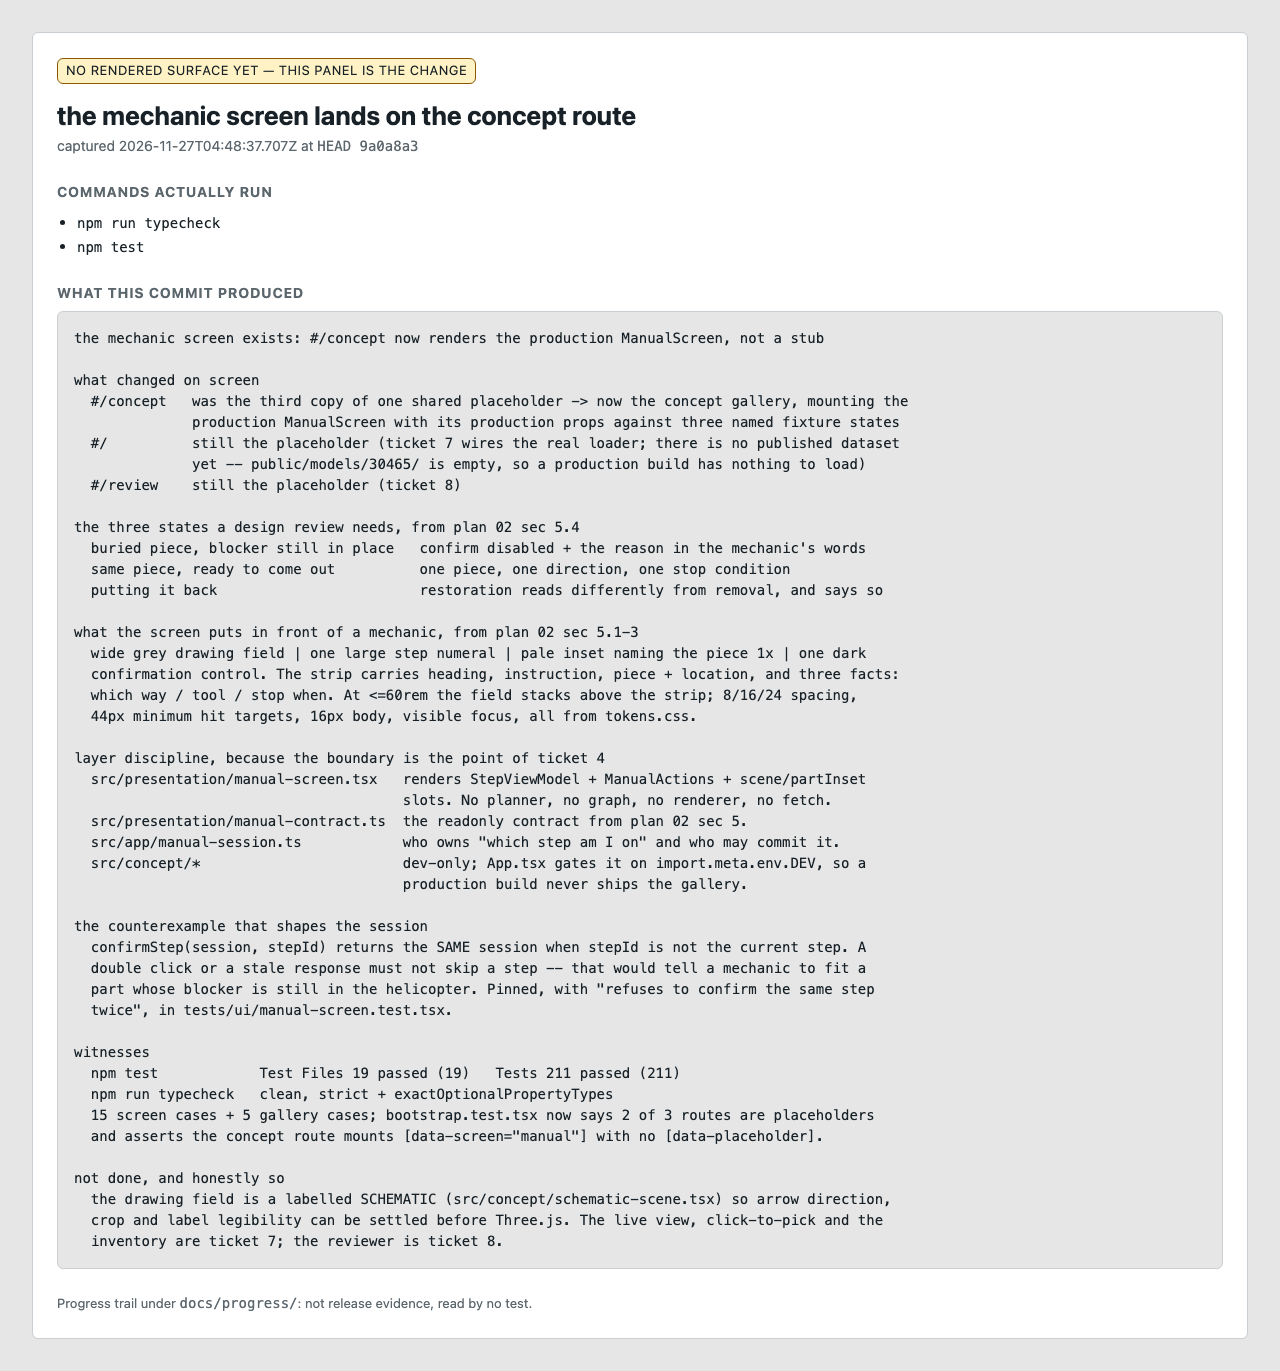 NO RENDERED SURFACE YET — THIS PANEL IS THE CHANGE
the mechanic screen lands on the concept route
captured 2026-11-27T04:48:37.707Z at HEAD 9a0a8a3
COMMANDS ACTUALLY RUN
• npm run typecheck
• npm test
WHAT THIS COMMIT PRODUCED
the mechanic screen exists: #/concept now renders the production ManualScreen, not a stub
what changed on screen
#/concept   was the third copy of one shared placeholder -> now the concept gallery, mounting the
production ManualScreen with its production props against three named fixture states
#/          still the placeholder (ticket 7 wires the real loader; there is no published dataset
yet -- public/models/30465/ is empty, so a production build has nothing to load)
#/review    still the placeholder (ticket 8)
the three states a design review needs, from plan 02 sec 5.4
buried piece, blocker still in place   confirm disabled + the reason in the mechanic's words
same piece, ready to come out          one piece, one direction, one stop condition
putting it back                        restoration reads differently from removal, and says so
what the screen puts in front of a mechanic, from plan 02 sec 5.1-3
wide grey drawing field | one large step numeral | pale inset naming the piece 1x | one dark
confirmation control. The strip carries heading, instruction, piece + location, and three facts:
which way / tool / stop when. At <=60rem the field stacks above the strip; 8/16/24 spacing,
44px minimum hit targets, 16px body, visible focus, all from tokens.css.
layer discipline, because the boundary is the point of ticket 4
src/presentation/manual-screen.tsx   renders StepViewModel + ManualActions + scene/partInset
slots. No planner, no graph, no renderer, no fetch.
src/presentation/manual-contract.ts  the readonly contract from plan 02 sec 5.
src/app/manual-session.ts            who owns "which step am I on" and who may commit it.
src/concept/*                        dev-only; App.tsx gates it on import.meta.env.DEV, so a
production build never ships the gallery.
the counterexample that shapes the session
confirmStep(session, stepId) returns the SAME session when stepId is not the current step. A
double click or a stale response must not skip a step -- that would tell a mechanic to fit a
part whose blocker is still in the helicopter. Pinned, with "refuses to confirm the same step
twice", in tests/ui/manual-screen.test.tsx.
witnesses
npm test            Test Files 19 passed (19)   Tests 211 passed (211)
npm run typecheck   clean, strict + exactOptionalPropertyTypes
15 screen cases + 5 gallery cases; bootstrap.test.tsx now says 2 of 3 routes are placeholders
and asserts the concept route mounts [data-screen="manual"] with no [data-placeholder].
not done, and honestly so
the drawing field is a labelled SCHEMATIC (src/concept/schematic-scene.tsx) so arrow direction,
crop and label legibility can be settled before Three.js. The live view, click-to-pick and the
inventory are ticket 7; the reviewer is ticket 8.
Progress trail under docs/progress/: not release evidence, read by no test.